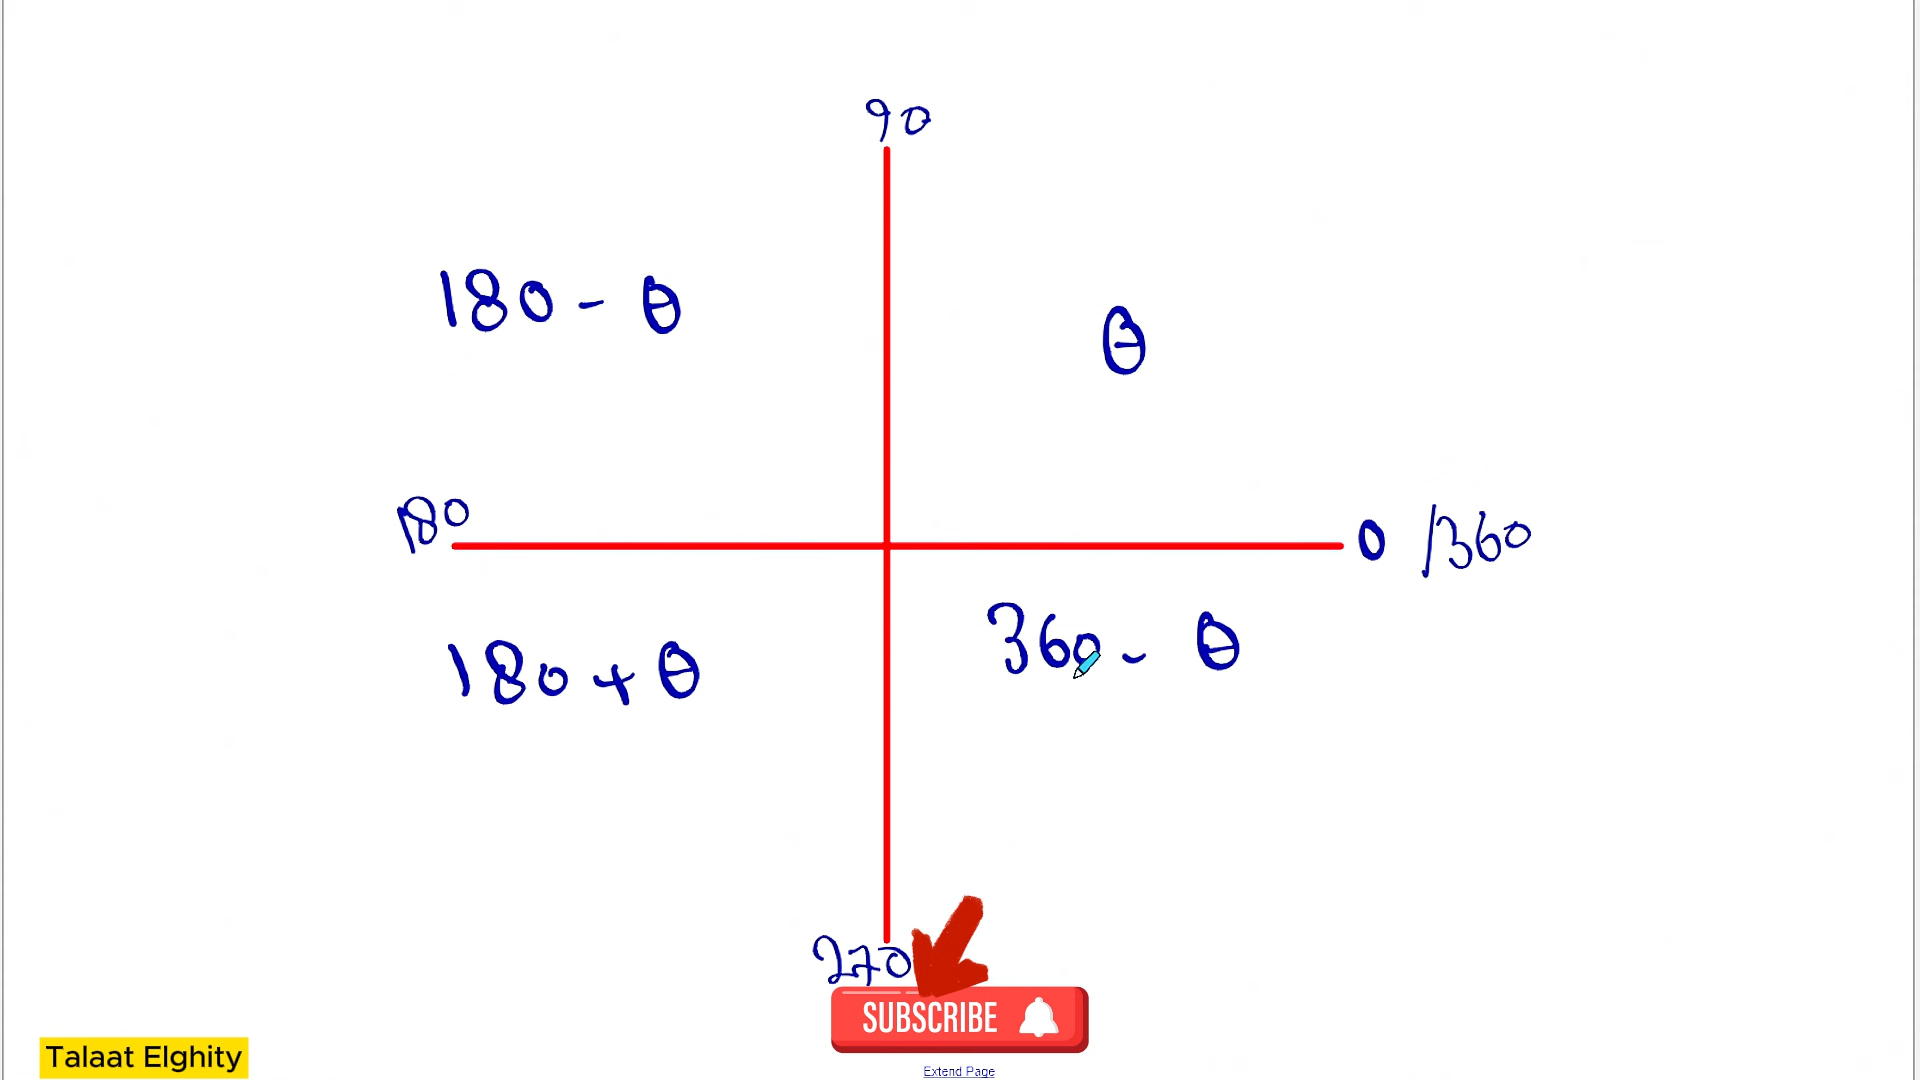 90
180 - θ
θ
180
0 /360
180 + θ
360 - θ
270
SUBSCRIBE
Talaat Elghity
Extend Page